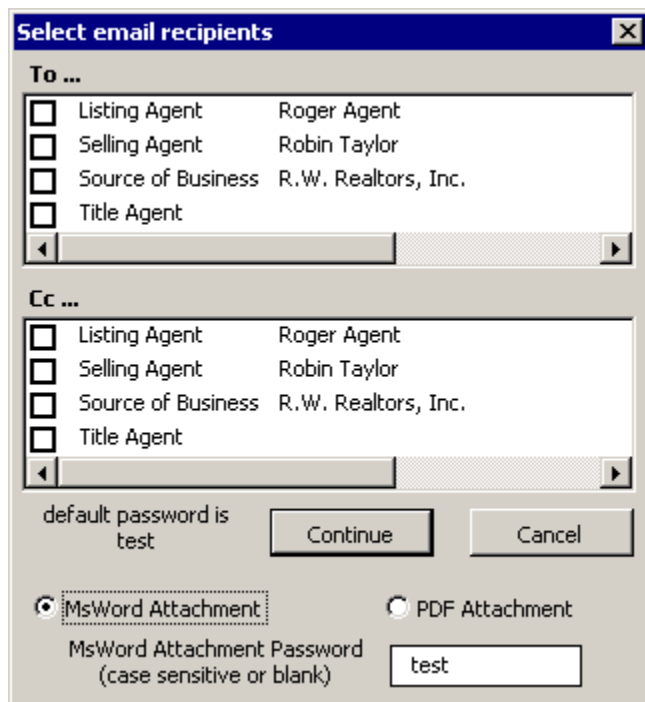 Select email recipients
To ...
Listing Agent Roger Agent
Selling Agent Robin Taylor
Source of Business R.W. Realtors, Inc.
Title Agent
Cc ...
Listing Agent Roger Agent
Selling Agent Robin Taylor
Source of Business R.W. Realtors, Inc.
Title Agent
default password is
test
Continue Cancel
MsWord Attachment PDF Attachment
MsWord Attachment Password
(case sensitive or blank) test